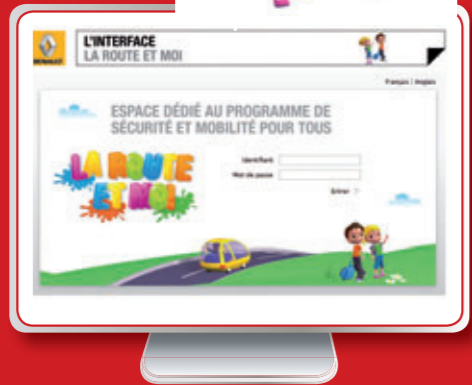 RENAULT
L'INTERFACE
LA ROUTE ET MOI
Français | Anglais
ESPACE DÉDIÉ AU PROGRAMME DE
SÉCURITÉ ET MOBILITÉ POUR TOUS
LA ROUTE
ET MOI
Identifiant
Mot de passe
Entrer